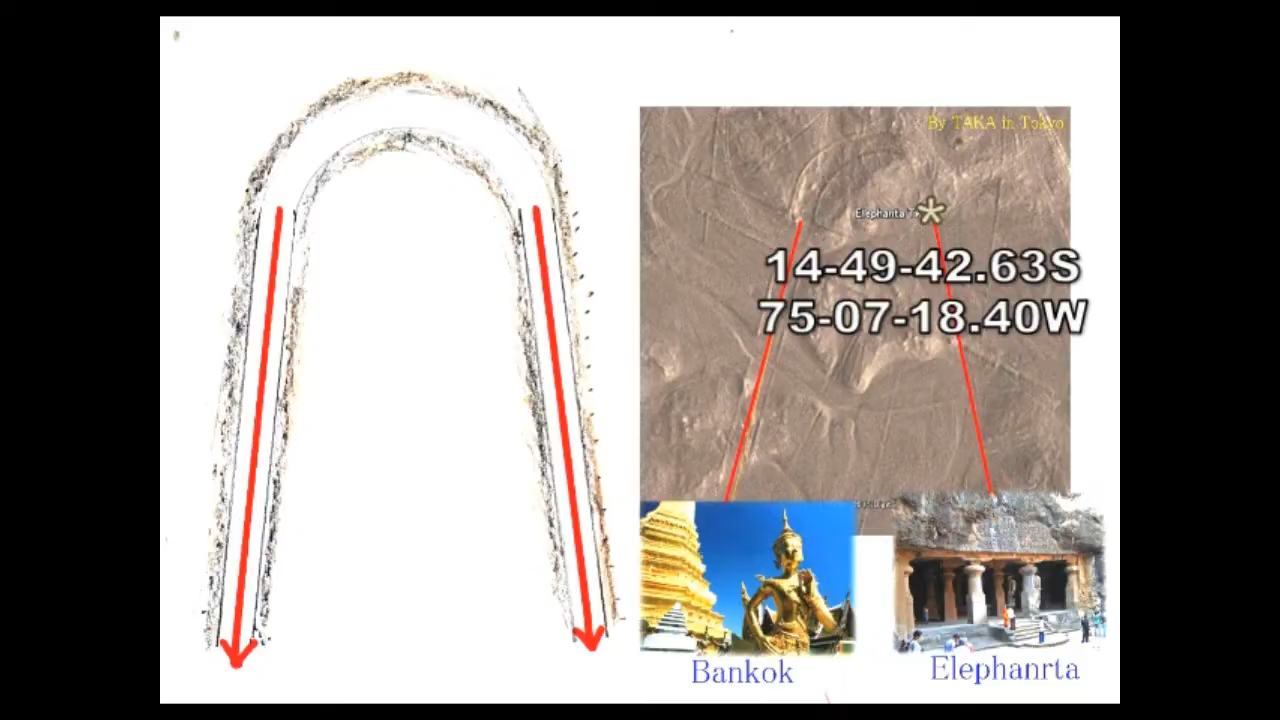 By TAKA in Tokyo
Elephanta
14-49-42.63S
75-07-18.40W
Bankok
Elephanrta